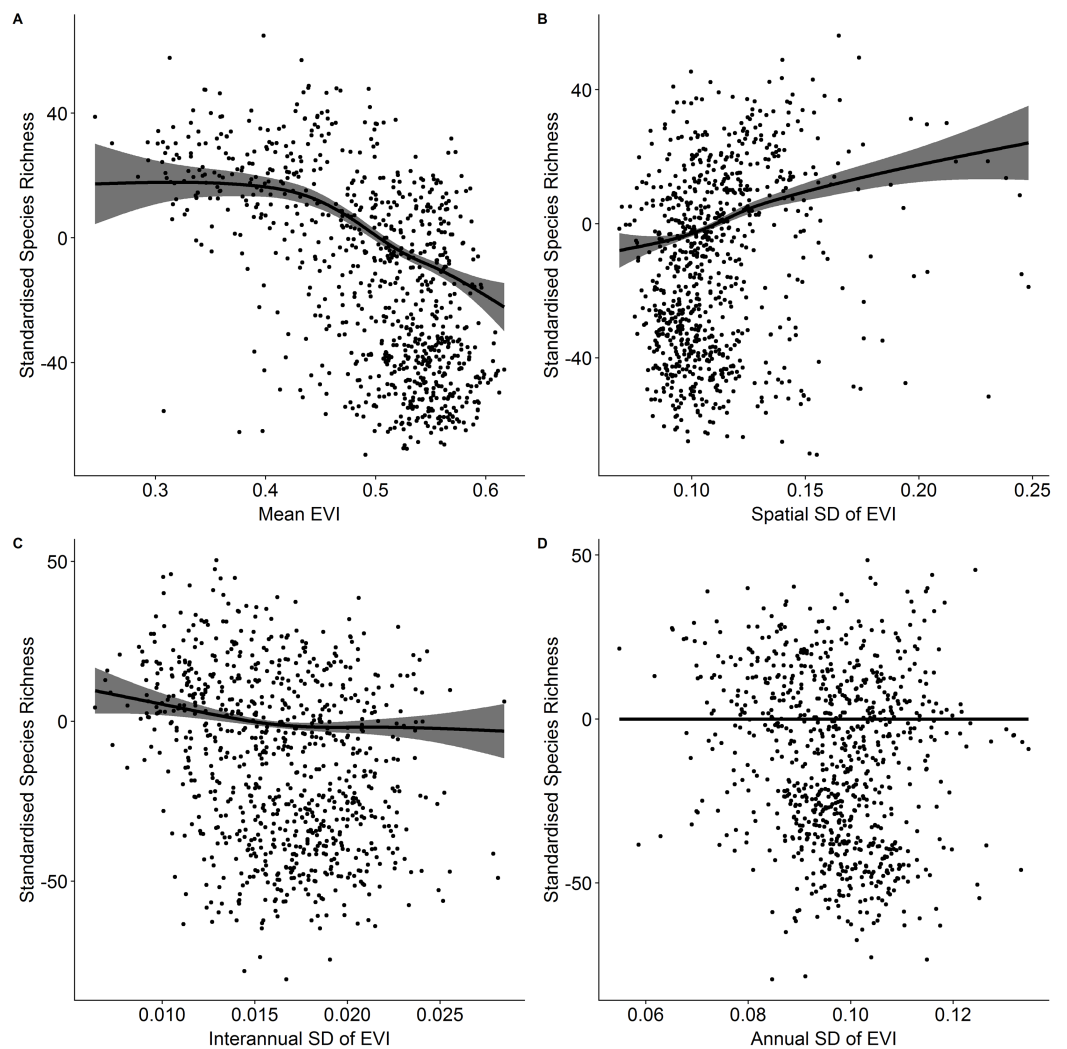 A
Standardised Species Richness
40
0
-40
0.3 0.4 0.5 0.6
Mean EVI
B
Standardised Species Richness
40
0
-40
0.10 0.15 0.20 0.25
Spatial SD of EVI
C
Standardised Species Richness
50
0
-50
0.010 0.015 0.020 0.025
Interannual SD of EVI
D
Standardised Species Richness
50
0
-50
0.06 0.08 0.10 0.12
Annual SD of EVI